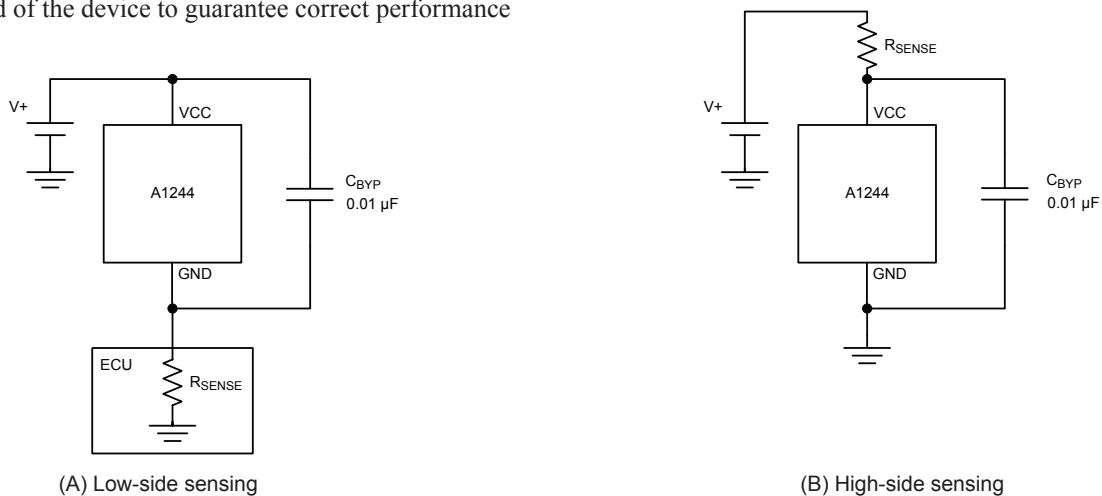 d of the device to guarantee correct performance
V+
VCC
A1244
CBYP
0.01 µF
GND
ECU
RSENSE
(A) Low-side sensing
RSENSE
V+
VCC
A1244
CBYP
0.01 µF
GND
(B) High-side sensing